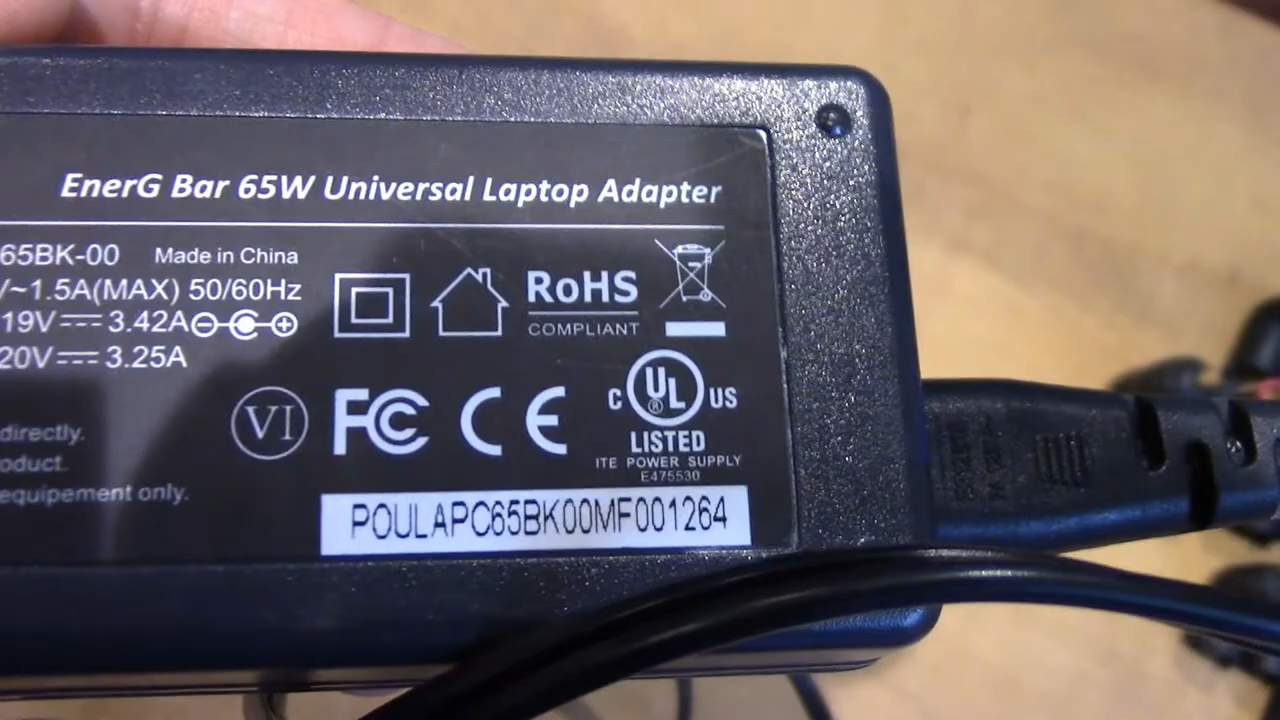 EnerG Bar 65W Universal Laptop Adapter
65BK-00 Made in China
V~1.5A(MAX) 50/60Hz
19V 3.42A
20V 3.25A
RoHS
COMPLIANT
VI
FC CE
C UL US
®
LISTED
ITE POWER SUPPLY
E475530
directly.
oduct.
equipement only.
POULAPC65BK00MF001264